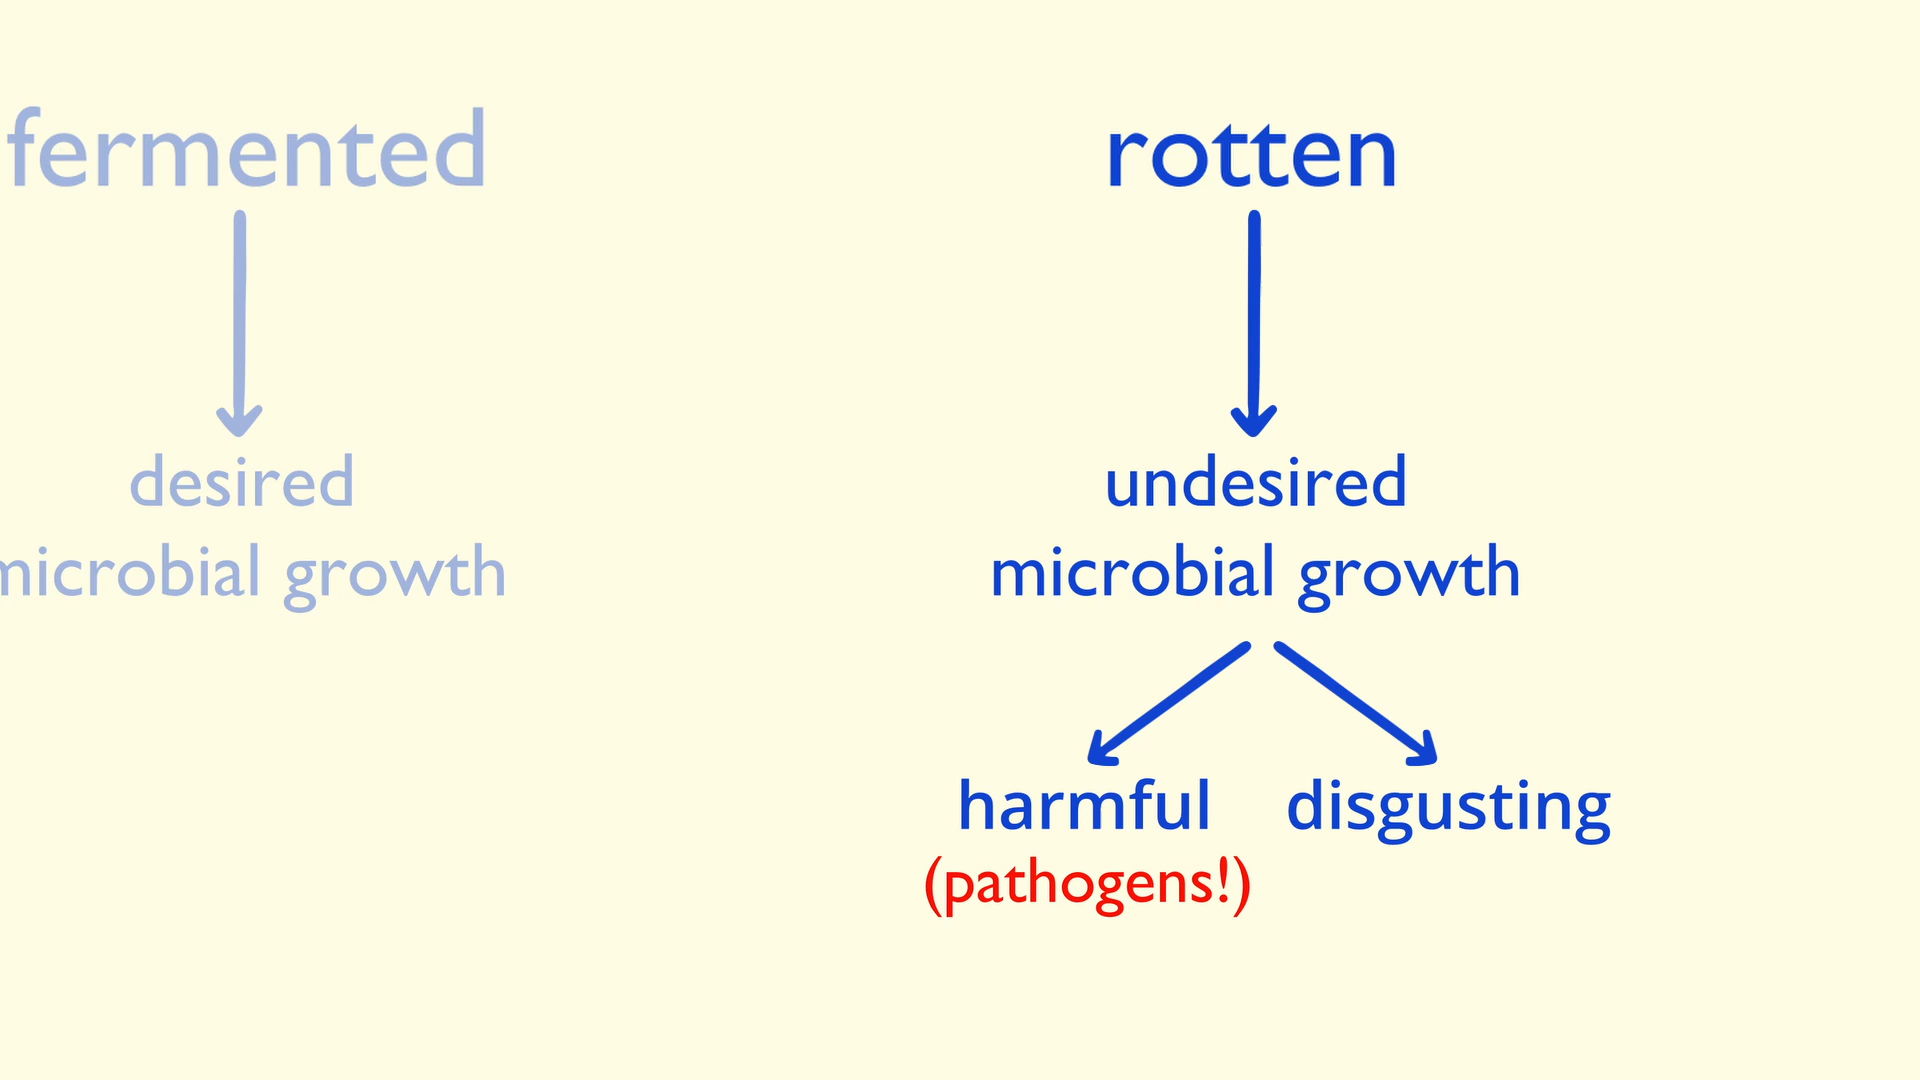 fermented
desired
microbial growth
rotten
undesired
microbial growth
harmful
(pathogens!)
disgusting